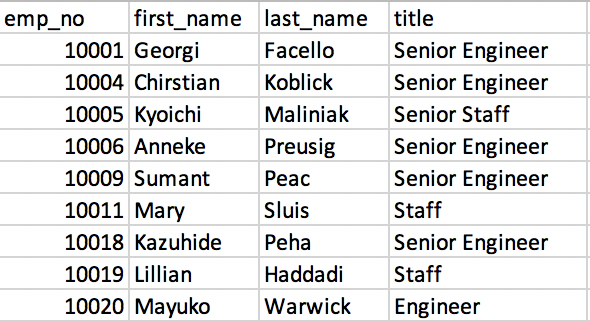 emp_no first_name last_name title
10001 Georgi Facello Senior Engineer
10004 Chirstian Koblick Senior Engineer
10005 Kyoichi Maliniak Senior Staff
10006 Anneke Preusig Senior Engineer
10009 Sumant Peac Senior Engineer
10011 Mary Sluis Staff
10018 Kazuhide Peha Senior Engineer
10019 Lillian Haddadi Staff
10020 Mayuko Warwick Engineer